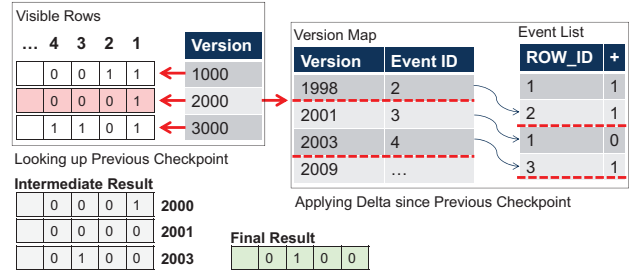 Visible Rows
… 4 3 2 1 Version
0 0 1 1 1000
0 0 0 1 2000
1 1 0 1 3000
Looking up Previous Checkpoint
Version Map
Version Event ID
1998 2
2001 3
2003 4
2009 …
Event List
ROW_ID +
1 1
2 1
1 0
3 1
Applying Delta since Previous Checkpoint
Intermediate Result
0 0 0 1 2000
0 0 0 0 2001
0 1 0 0 2003
Final Result
0 1 0 0